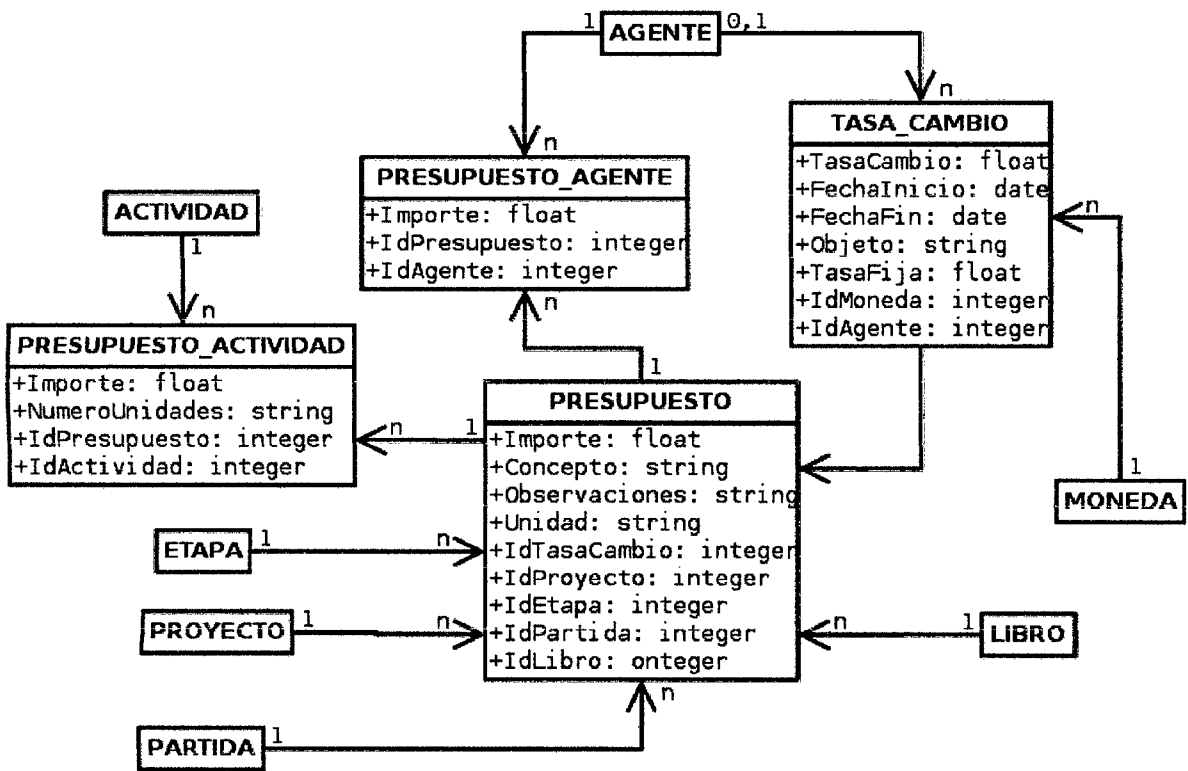 1 AGENTE 0,1
n
n
TASA_CAMBIO
+TasaCambio: float
+FechaInicio: date
+FechaFin: date
+Objeto: string
+TasaFija: float
+IdMoneda: integer
+IdAgente: integer
n
1
MONEDA
PRESUPUESTO_AGENTE
+Importe: float
+IdPresupuesto: integer
+IdAgente: integer
n
1
ACTIVIDAD
1
n
PRESUPUESTO_ACTIVIDAD
+Importe: float
+NumeroUnidades: string
+IdPresupuesto: integer
+IdActividad: integer
n 1
PRESUPUESTO
+Importe: float
+Concepto: string
+Observaciones: string
+Unidad: string
+IdTasaCambio: integer
+IdProyecto: integer
+IdEtapa: integer
+IdPartida: integer
+IdLibro: onteger
ETAPA 1 n
PROYECTO 1 n
n 1 LIBRO
n
PARTIDA 1